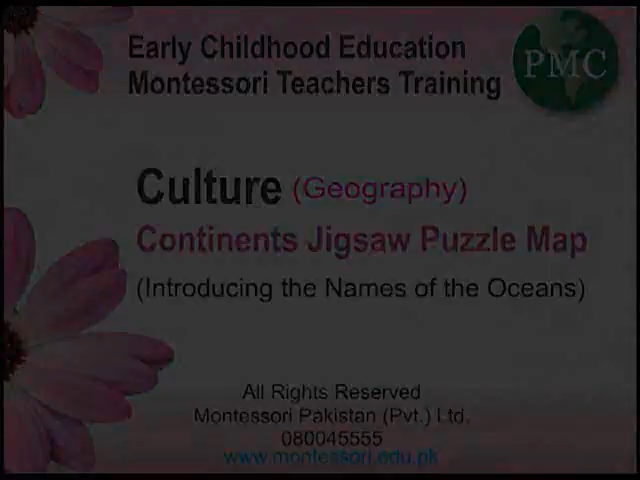 Early Childhood Education
Montessori Teachers Training
PMC
Culture (Geography)
Continents Jigsaw Puzzle Map
(Introducing the Names of the Oceans)
All Rights Reserved
Montessori Pakistan (Pvt.) Ltd.
080045555
www.montessori.edu.pk